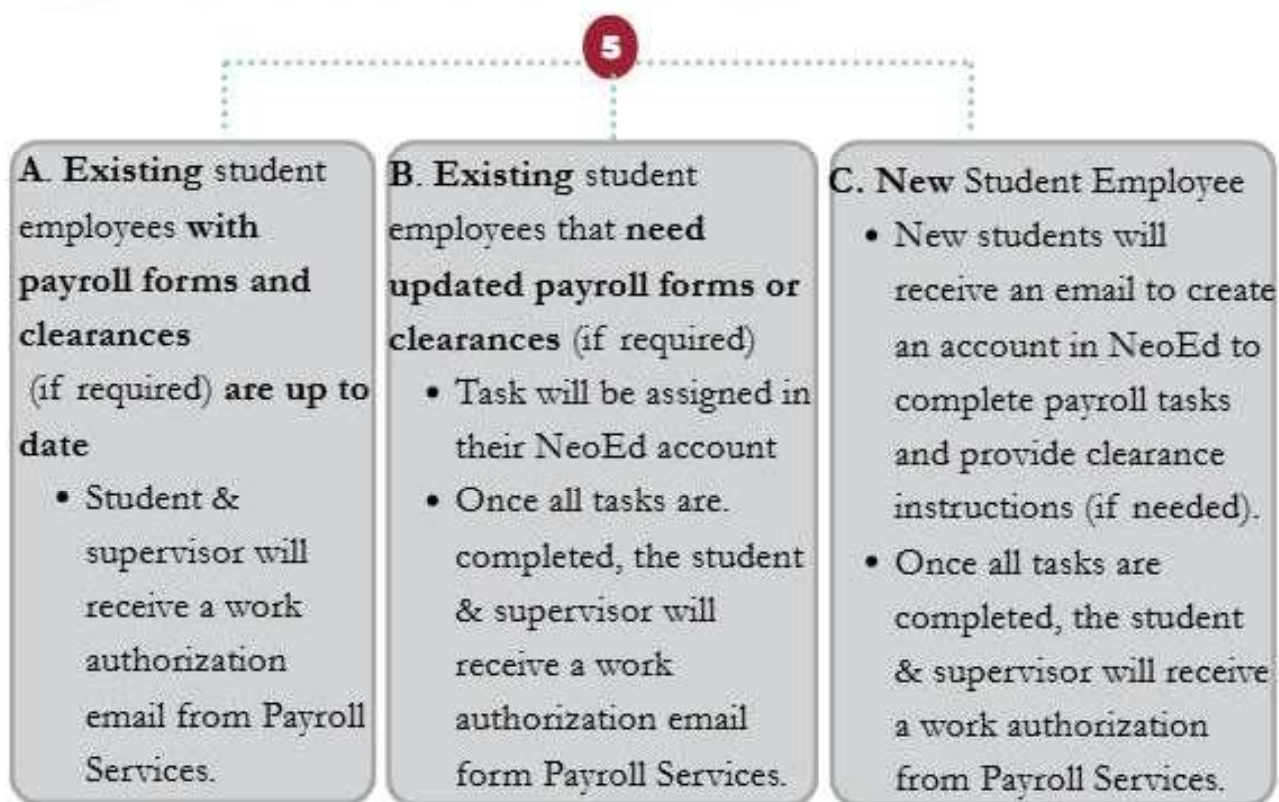 5
A. Existing student
employees with
payroll forms and
clearances
(if required) are up to
date
• Student &
supervisor will
receive a work
authorization
email from Payroll
Services.
B. Existing student
employees that need
updated payroll forms or
clearances (if required)
• Task will be assigned in
their NeoEd account
• Once all tasks are.
completed, the student
& supervisor will
receive a work
authorization email
form Payroll Services.
C. New Student Employee
• New students will
receive an email to create
an account in NeoEd to
complete payroll tasks
and provide clearance
instructions (if needed).
• Once all tasks are
completed, the student
& supervisor will receive
a work authorization
from Payroll Services.